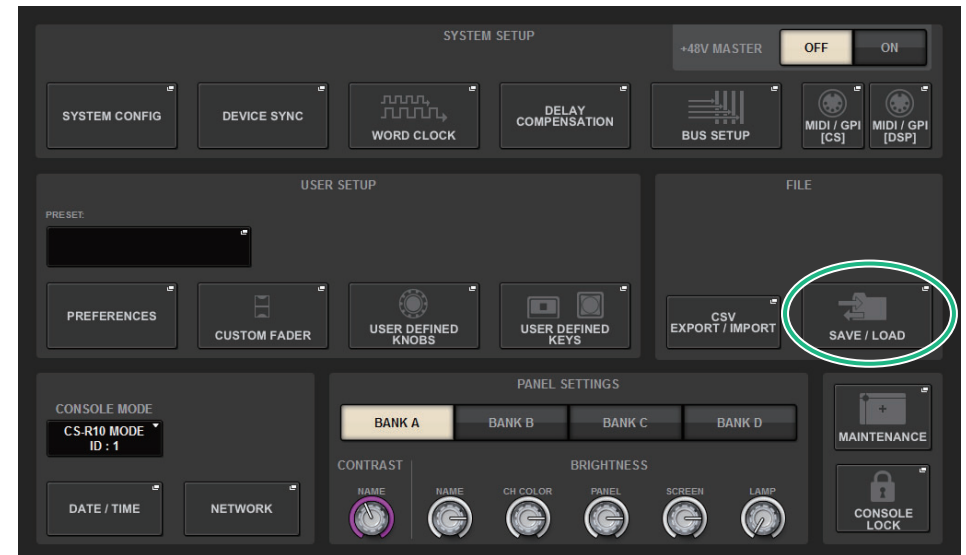 SYSTEM SETUP
+48V MASTER
OFF
ON
SYSTEM CONFIG
DEVICE SYNC
WORD CLOCK
DELAY
COMPENSATION
BUS SETUP
MIDI / GPI
[CS]
MIDI / GPI
[DSP]
USER SETUP
PRESET:
PREFERENCES
CUSTOM FADER
USER DEFINED
KNOBS
USER DEFINED
KEYS
FILE
CSV
EXPORT / IMPORT
SAVE / LOAD
CONSOLE MODE
CS-R10 MODE
ID : 1
DATE / TIME
NETWORK
PANEL SETTINGS
BANK A
BANK B
BANK C
BANK D
CONTRAST
BRIGHTNESS
NAME
NAME
CH COLOR
PANEL
SCREEN
LAMP
MAINTENANCE
CONSOLE
LOCK